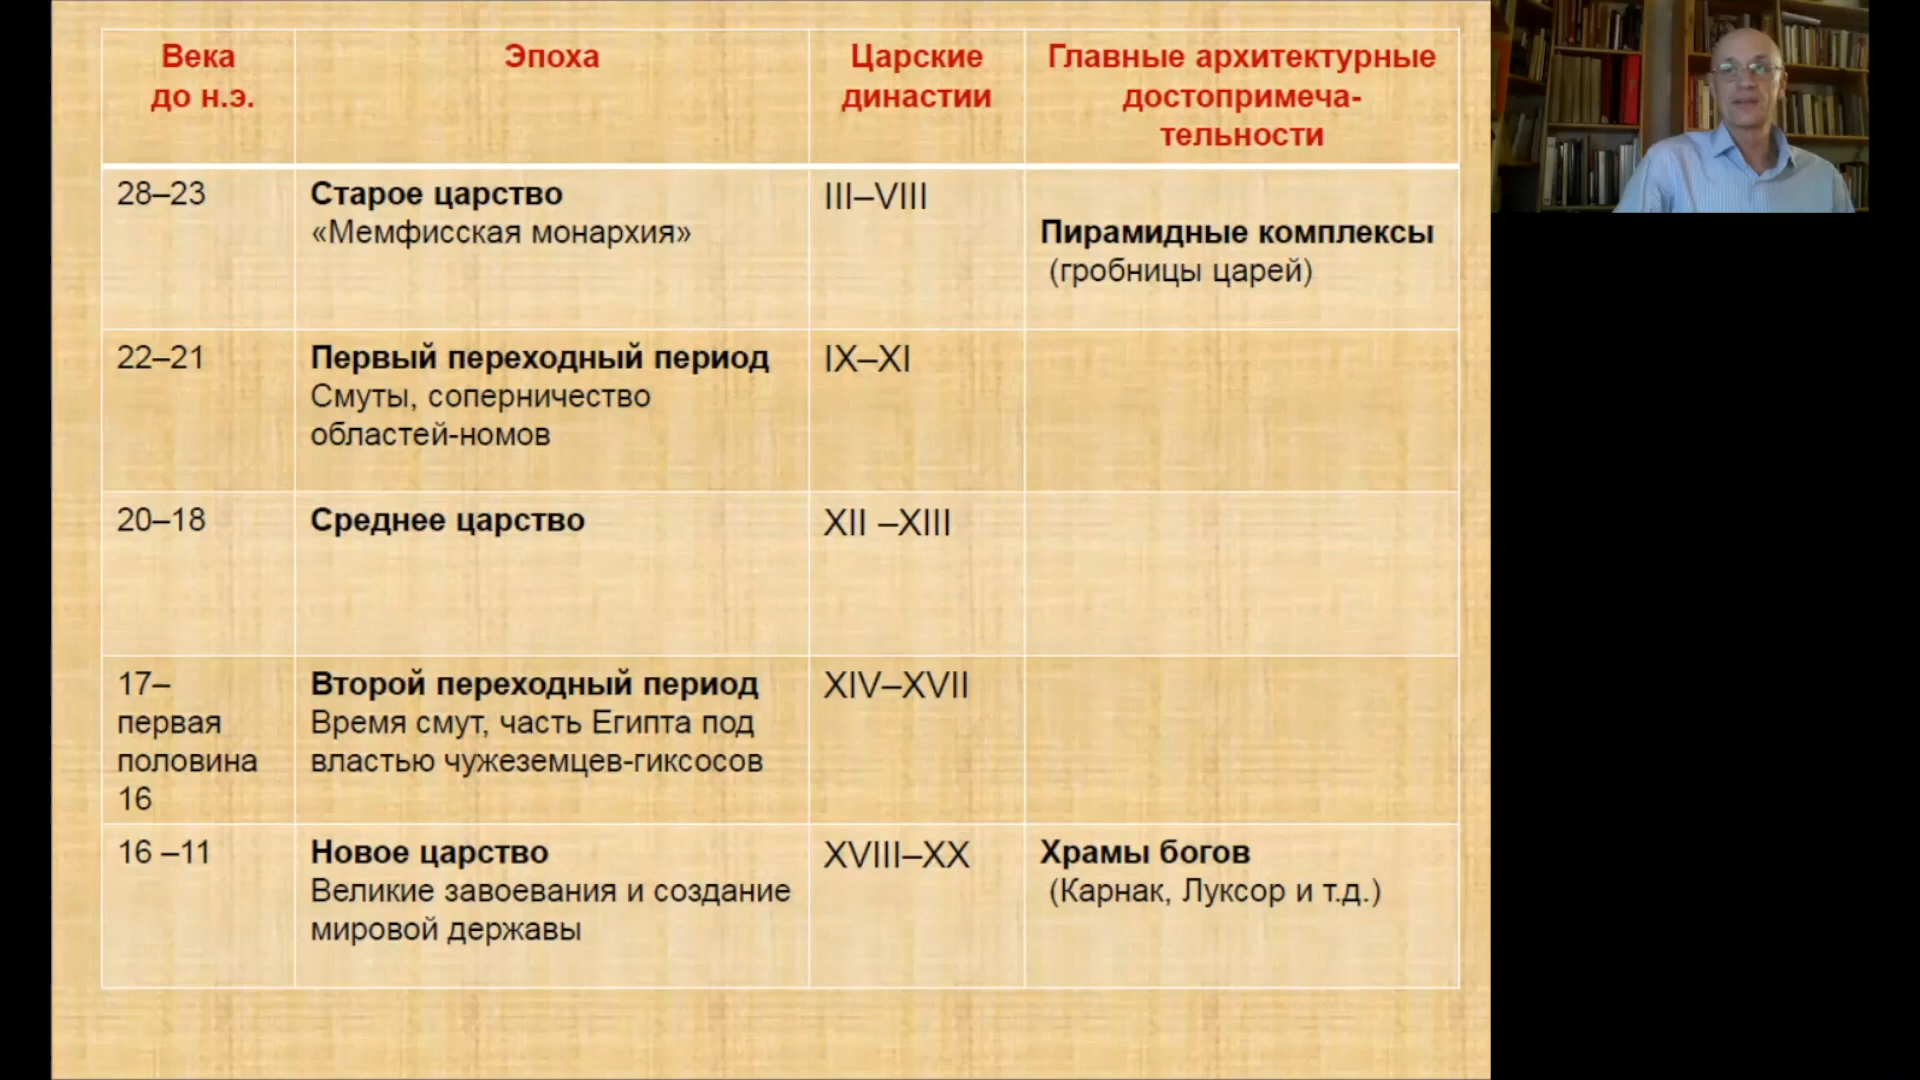 Века
до н.э.
Эпоха
Царские
династии
Главные архитектурные
достопримеча-
тельности
28–23
Старое царство
«Мемфисская монархия»
III–VIII
Пирамидные комплексы
(гробницы царей)
22–21
Первый переходный период
Смуты, соперничество
областей-номов
IX–XI
20–18
Среднее царство
XII –XIII
17–
первая
половина
16
Второй переходный период
Время смут, часть Египта под
властью чужеземцев-гиксосов
XIV–XVII
16 –11
Новое царство
Великие завоевания и создание
мировой державы
XVIII–XX
Храмы богов
(Карнак, Луксор и т.д.)